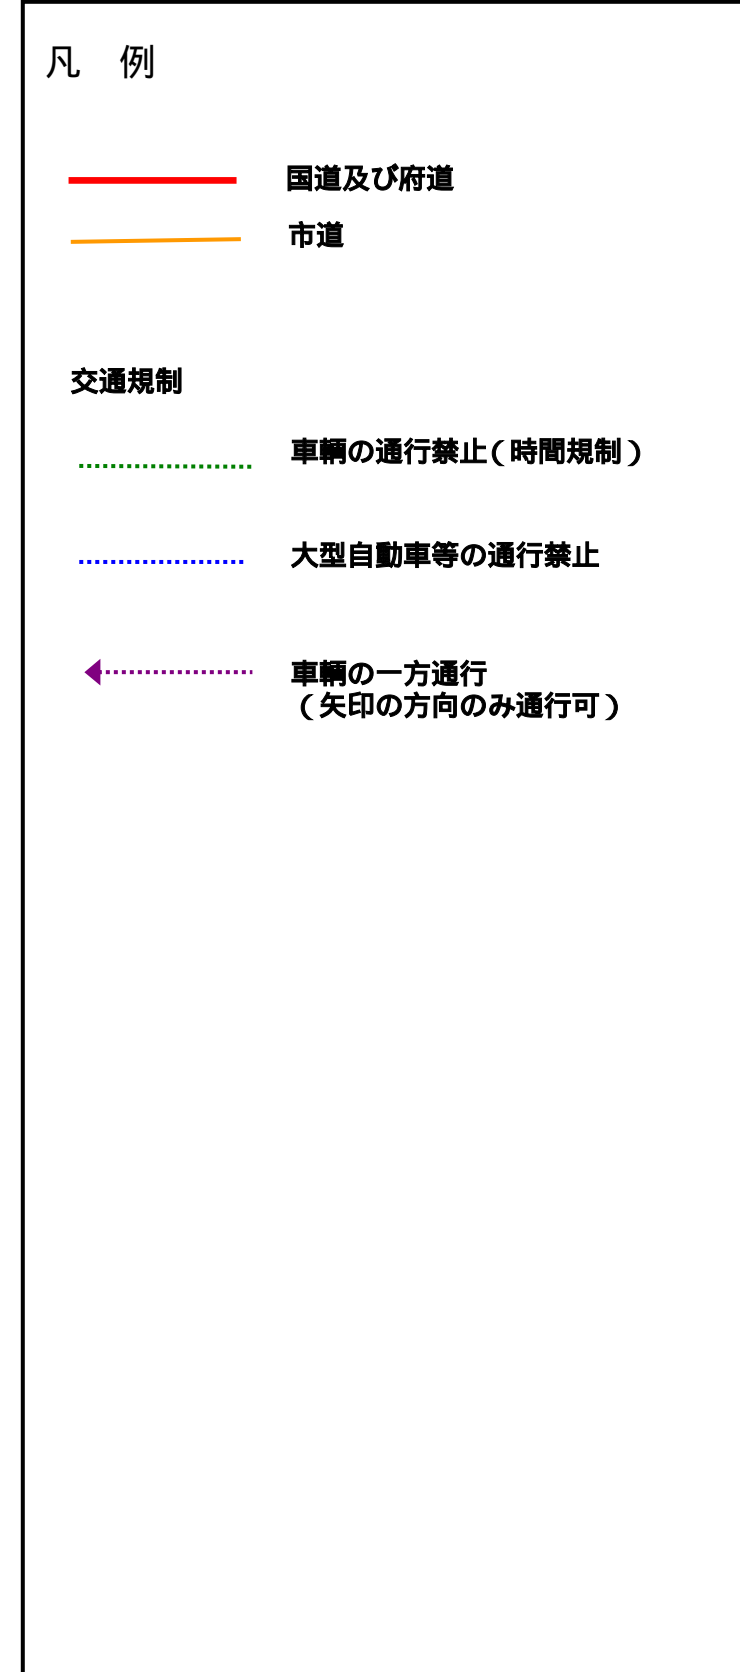 凡　例
国道及び府道
市道
交通規制
車輌の通行禁止(時間規制)
大型自動車等の通行禁止
車輌の一方通行
(矢印の方向のみ通行可)